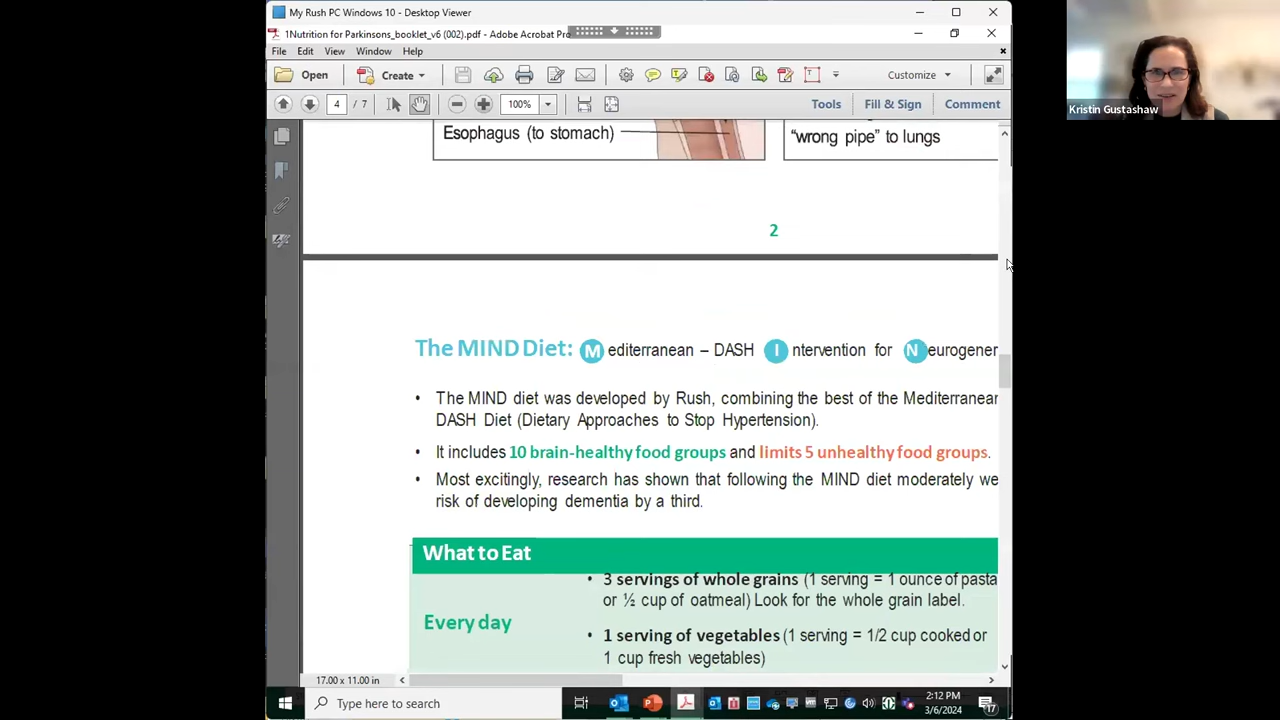 My Rush PC Windows 10 - Desktop Viewer
1Nutrition for Parkinsons_booklet_v6 (002).pdf - Adobe Acrobat Pro
File Edit View Window Help
Open Create Customize
4 / 7 100% Tools Fill & Sign Comment
Kristin Gustashaw
Esophagus (to stomach)
"wrong pipe" to lungs
2
The MIND Diet: Mediterranean – DASH Intervention for Neurogener
• The MIND diet was developed by Rush, combining the best of the Mediterranean
DASH Diet (Dietary Approaches to Stop Hypertension).
• It includes 10 brain-healthy food groups and limits 5 unhealthy food groups.
• Most excitingly, research has shown that following the MIND diet moderately we
risk of developing dementia by a third.
What to Eat
• 3 servings of whole grains (1 serving = 1 ounce of pasta
or ½ cup of oatmeal) Look for the whole grain label.
Every day
• 1 serving of vegetables (1 serving = 1/2 cup cooked or
1 cup fresh vegetables)
17.00 x 11.00 in
Type here to search
2:12 PM
3/6/2024
17